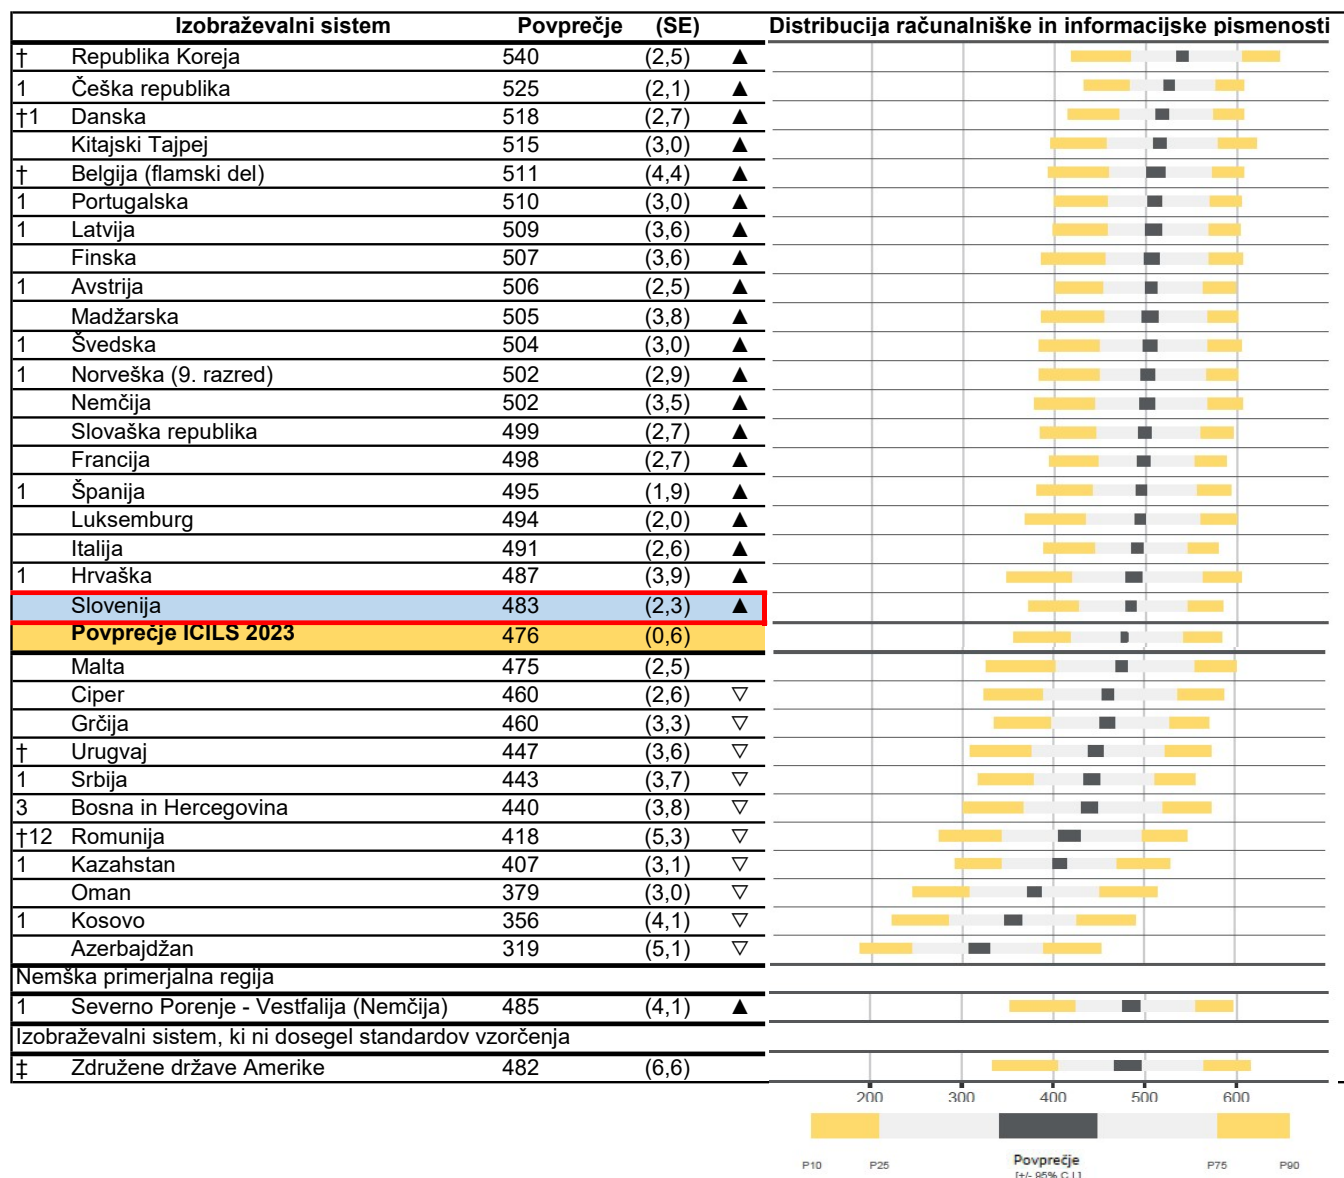 Izobraževalni sistem Povprečje (SE) Distribucija računalniške in informacijske pismenosti
† Republika Koreja 540 (2,5) ▲
1 Češka republika 525 (2,1) ▲
†1 Danska 518 (2,7) ▲
Kitajski Tajpej 515 (3,0) ▲
† Belgija (flamski del) 511 (4,4) ▲
1 Portugalska 510 (3,0) ▲
1 Latvija 509 (3,6) ▲
Finska 507 (3,6) ▲
1 Avstrija 506 (2,5) ▲
Madžarska 505 (3,8) ▲
1 Švedska 504 (3,0) ▲
1 Norveška (9. razred) 502 (2,9) ▲
Nemčija 502 (3,5) ▲
Slovaška republika 499 (2,7) ▲
Francija 498 (2,7) ▲
1 Španija 495 (1,9) ▲
Luksemburg 494 (2,0) ▲
Italija 491 (2,6) ▲
1 Hrvaška 487 (3,9) ▲
Slovenija 483 (2,3) ▲
Povprečje ICILS 2023 476 (0,6)
Malta 475 (2,5)
Ciper 460 (2,6) ▽
Grčija 460 (3,3) ▽
† Urugvaj 447 (3,6) ▽
1 Srbija 443 (3,7) ▽
3 Bosna in Hercegovina 440 (3,8) ▽
†12 Romunija 418 (5,3) ▽
1 Kazahstan 407 (3,1) ▽
Oman 379 (3,0) ▽
1 Kosovo 356 (4,1) ▽
Azerbajdžan 319 (5,1) ▽
Nemška primerjalna regija
1 Severno Porenje - Vestfalija (Nemčija) 485 (4,1) ▲
Izobraževalni sistem, ki ni dosegel standardov vzorčenja
‡ Združene države Amerike 482 (6,6)
200 300 400 500 600
P10 P25 Povprečje P75 P90
[+/- 95% C.I.]